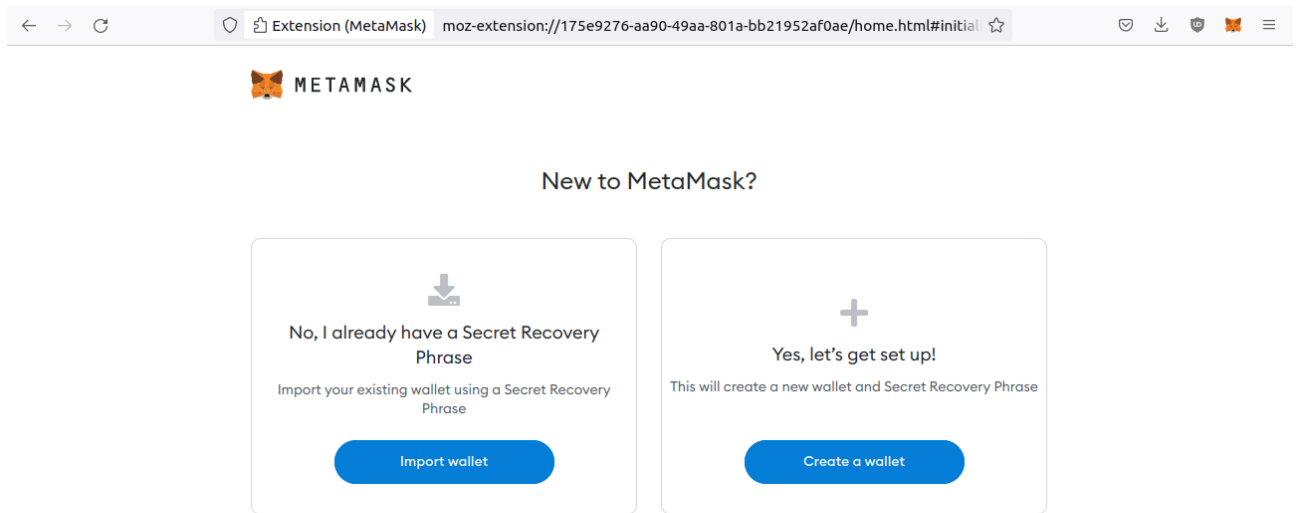 Extension (MetaMask) moz-extension://175e9276-aa90-49aa-801a-bb21952af0ae/home.html#initial
METAMASK
New to MetaMask?
No, I already have a Secret Recovery
Phrase
Import your existing wallet using a Secret Recovery
Phrase
Import wallet
Yes, let’s get set up!
This will create a new wallet and Secret Recovery Phrase
Create a wallet